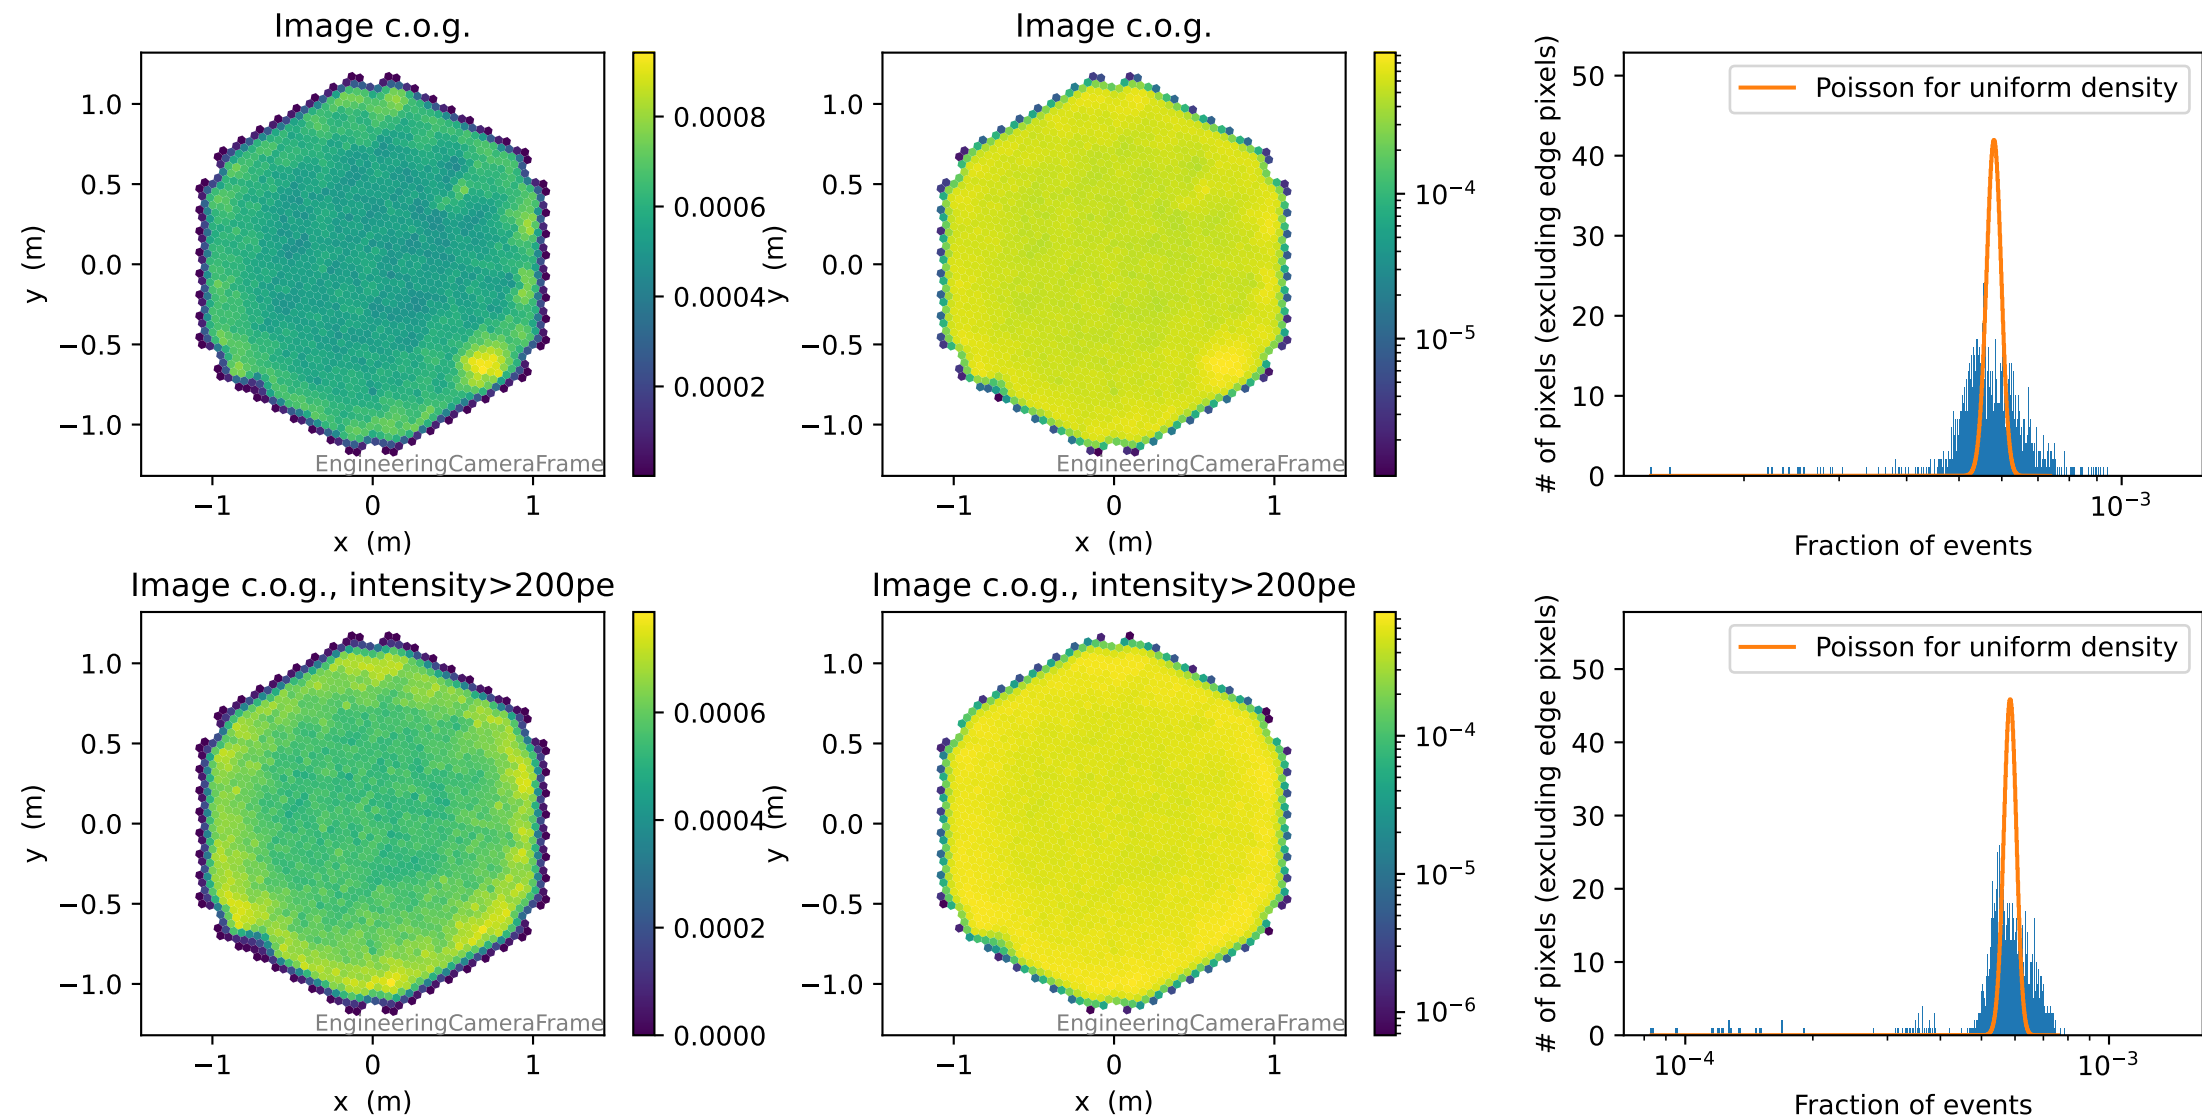 Image c.o.g.
y (m)
1.0
0.5
0.0
−0.5
−1.0
EngineeringCameraFrame
−1 0 1
x (m)
0.0008
0.0006
0.0004
0.0002
Image c.o.g.
y (m)
1.0
0.5
0.0
−0.5
−1.0
EngineeringCameraFrame
−1 0 1
x (m)
10−4
10−5
# of pixels (excluding edge pixels)
50
40
30
20
10
0
Poisson for uniform density
10−3
Fraction of events
Image c.o.g., intensity>200pe
y (m)
1.0
0.5
0.0
−0.5
−1.0
EngineeringCameraFrame
−1 0 1
x (m)
0.0006
0.0004
0.0002
0.0000
Image c.o.g., intensity>200pe
y (m)
1.0
0.5
0.0
−0.5
−1.0
EngineeringCameraFrame
−1 0 1
x (m)
10−4
10−5
10−6
# of pixels (excluding edge pixels)
50
40
30
20
10
0
Poisson for uniform density
10−4 10−3
Fraction of events